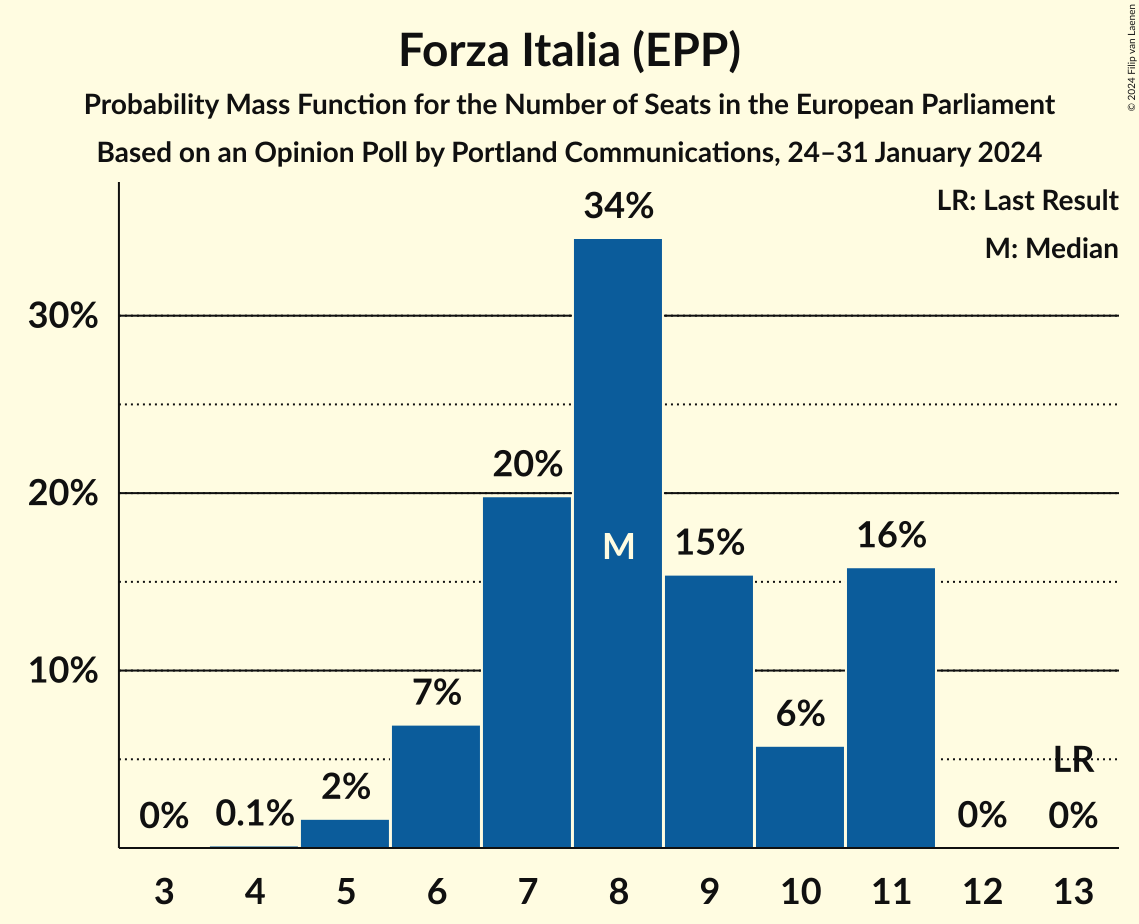 Forza Italia (EPP)
Probability Mass Function for the Number of Seats in the European Parliament
Based on an Opinion Poll by Portland Communications, 24–31 January 2024
© 2024 Filip van Laenen
LR: Last Result
M: Median
30%
20%
10%
0%
0.1%
2%
7%
20%
34%
M
15%
6%
16%
0%
LR
0%
3 4 5 6 7 8 9 10 11 12 13